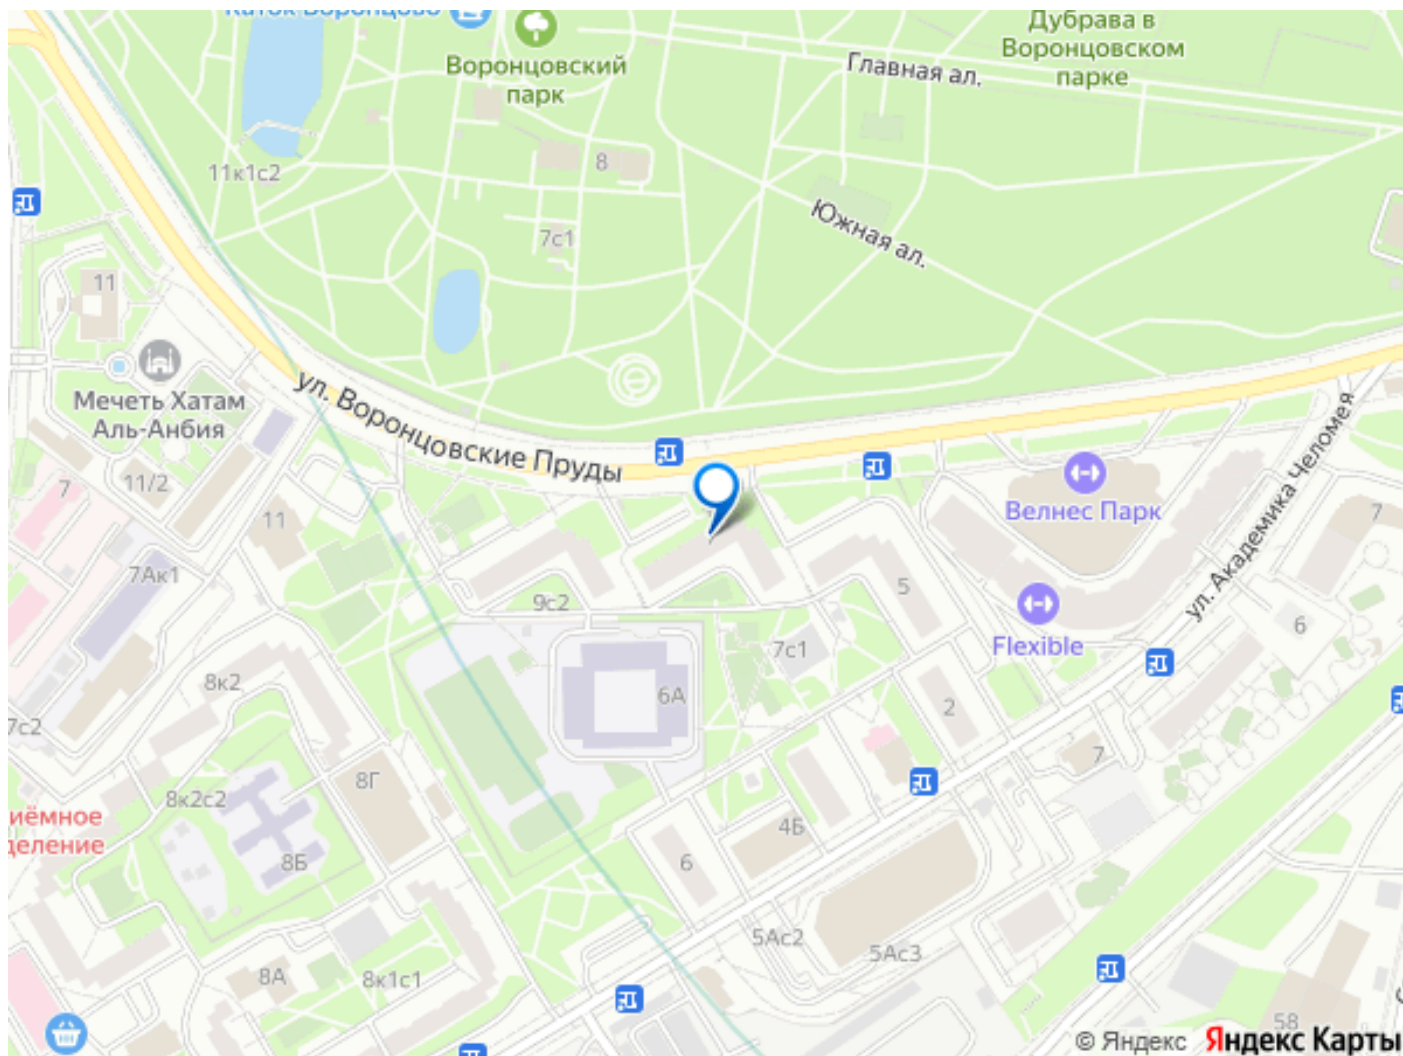 Каток Воронцово
Воронцовский
парк
Дубрава в
Воронцовском
парке
Главная ал.
11к1с2
8
7с1
Южная ал.
11
Мечеть Хатам
Аль-Анбия
ул. Воронцовские Пруды
11/2
7
11
7Ак1
Велнес Парк
ул. Академика Челомея
7
9с2
5
Flexible
6
7с1
8к2
6А
2
7с2
7
8Г
8к2с2
4Б
8Б
6
5Ас2
5Ас3
8А
8к1с1
58
© Яндекс Яндекс Карты